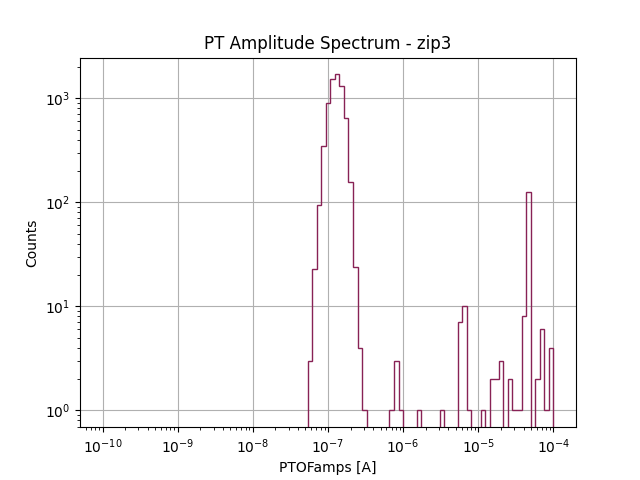 PT Amplitude Spectrum - zip3
Counts
10³
10²
10¹
10⁰
10⁻¹⁰ 10⁻⁹ 10⁻⁸ 10⁻⁷ 10⁻⁶ 10⁻⁵ 10⁻⁴
PTOFamps [A]